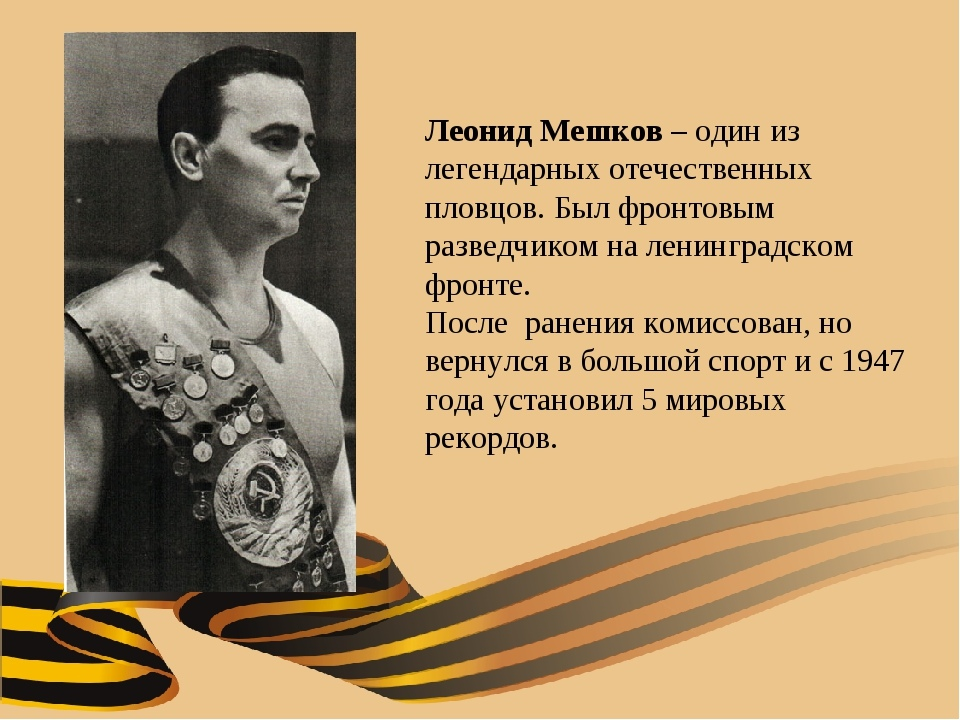 Леонид Мешков – один из
легендарных отечественных
пловцов. Был фронтовым
разведчиком на ленинградском
фронте.
После  ранения комиссован, но
вернулся в большой спорт и с 1947
года установил 5 мировых
рекордов.